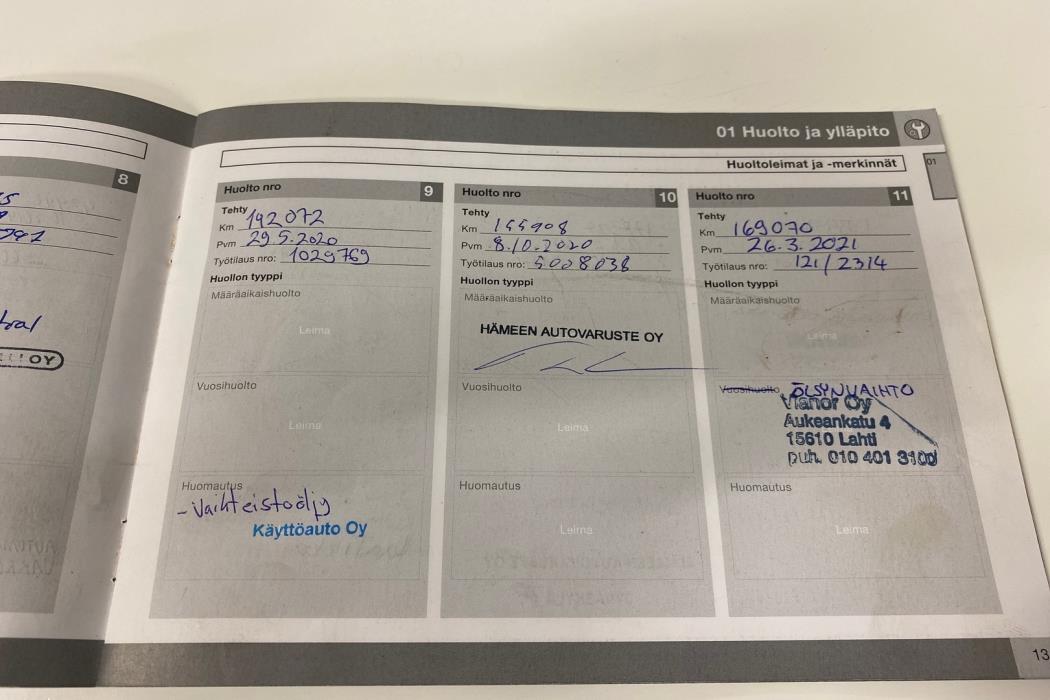 01 Huolto ja ylläpito
Huoltoleimat ja -merkinnät
01
8
OY
Huolto nro 9
Tehty
Km 142072
Pvm 29.5.2020
Työtilaus nro: 1029769
Huollon tyyppi
Määräaikaishuolto
Leima
Vuosihuolto
Leima
Huomautus
- Vaihteistoöljy
Käyttöauto Oy
Huolto nro 10
Tehty
Km
Pvm 8.10.2020
Työtilaus nro: 5008038
Huollon tyyppi
Määräaikaishuolto
HÄMEEN AUTOVARUSTE OY
Vuosihuolto
Leima
Huomautus
Leima
Huolto nro 11
Tehty
Km 169070
Pvm 26.3.2021
Työtilaus nro: 121/2314
Huollon tyyppi
Määräaikaishuolto
Leima
Vuosihuolto ÖLJYNVAIHTO
Vianor Oy
Aukeankatu 4
15610 Lahti
puh. 010 401 3100
Huomautus
Leima
13